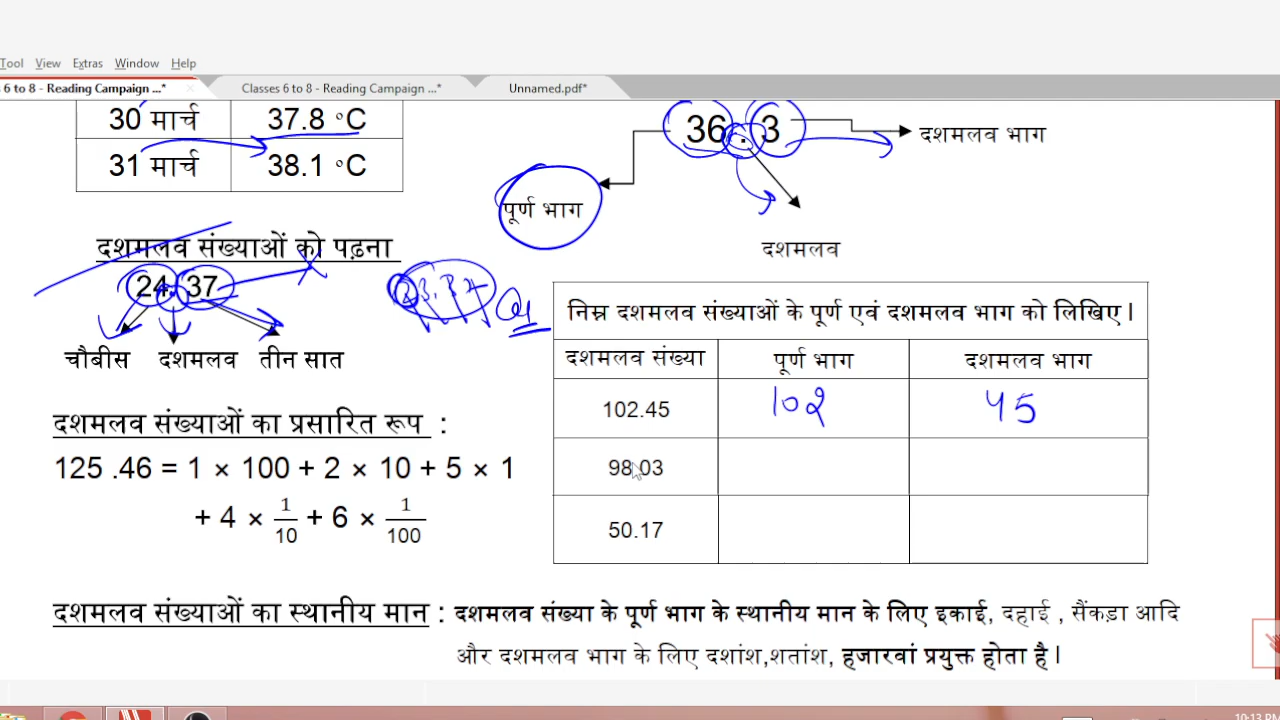 Tool View Extras Window Help
6 to 8 - Reading Campaign ...* Classes 6 to 8 - Reading Campaign ...* Unnamed.pdf*
30 मार्च 37.8 °C
31 मार्च 38.1 °C
36 . 3
दशमलव भाग
पूर्ण भाग
दशमलव
दशमलव संख्याओं को पढ़ना
24. 37
चौबीस दशमलव तीन सात
निम्न दशमलव संख्याओं के पूर्ण एवं दशमलव भाग को लिखिए |
दशमलव संख्या पूर्ण भाग दशमलव भाग
102.45 102 45
98.03
50.17
दशमलव संख्याओं का प्रसारित रूप :
125 .46 = 1 × 100 + 2 × 10 + 5 × 1
+ 4 × 1/10 + 6 × 1/100
दशमलव संख्याओं का स्थानीय मान : दशमलव संख्या के पूर्ण भाग के स्थानीय मान के लिए इकाई, दहाई , सैंकड़ा आदि
और दशमलव भाग के लिए दशांश,शतांश, हजारवां प्रयुक्त होता है |
10:13 PM